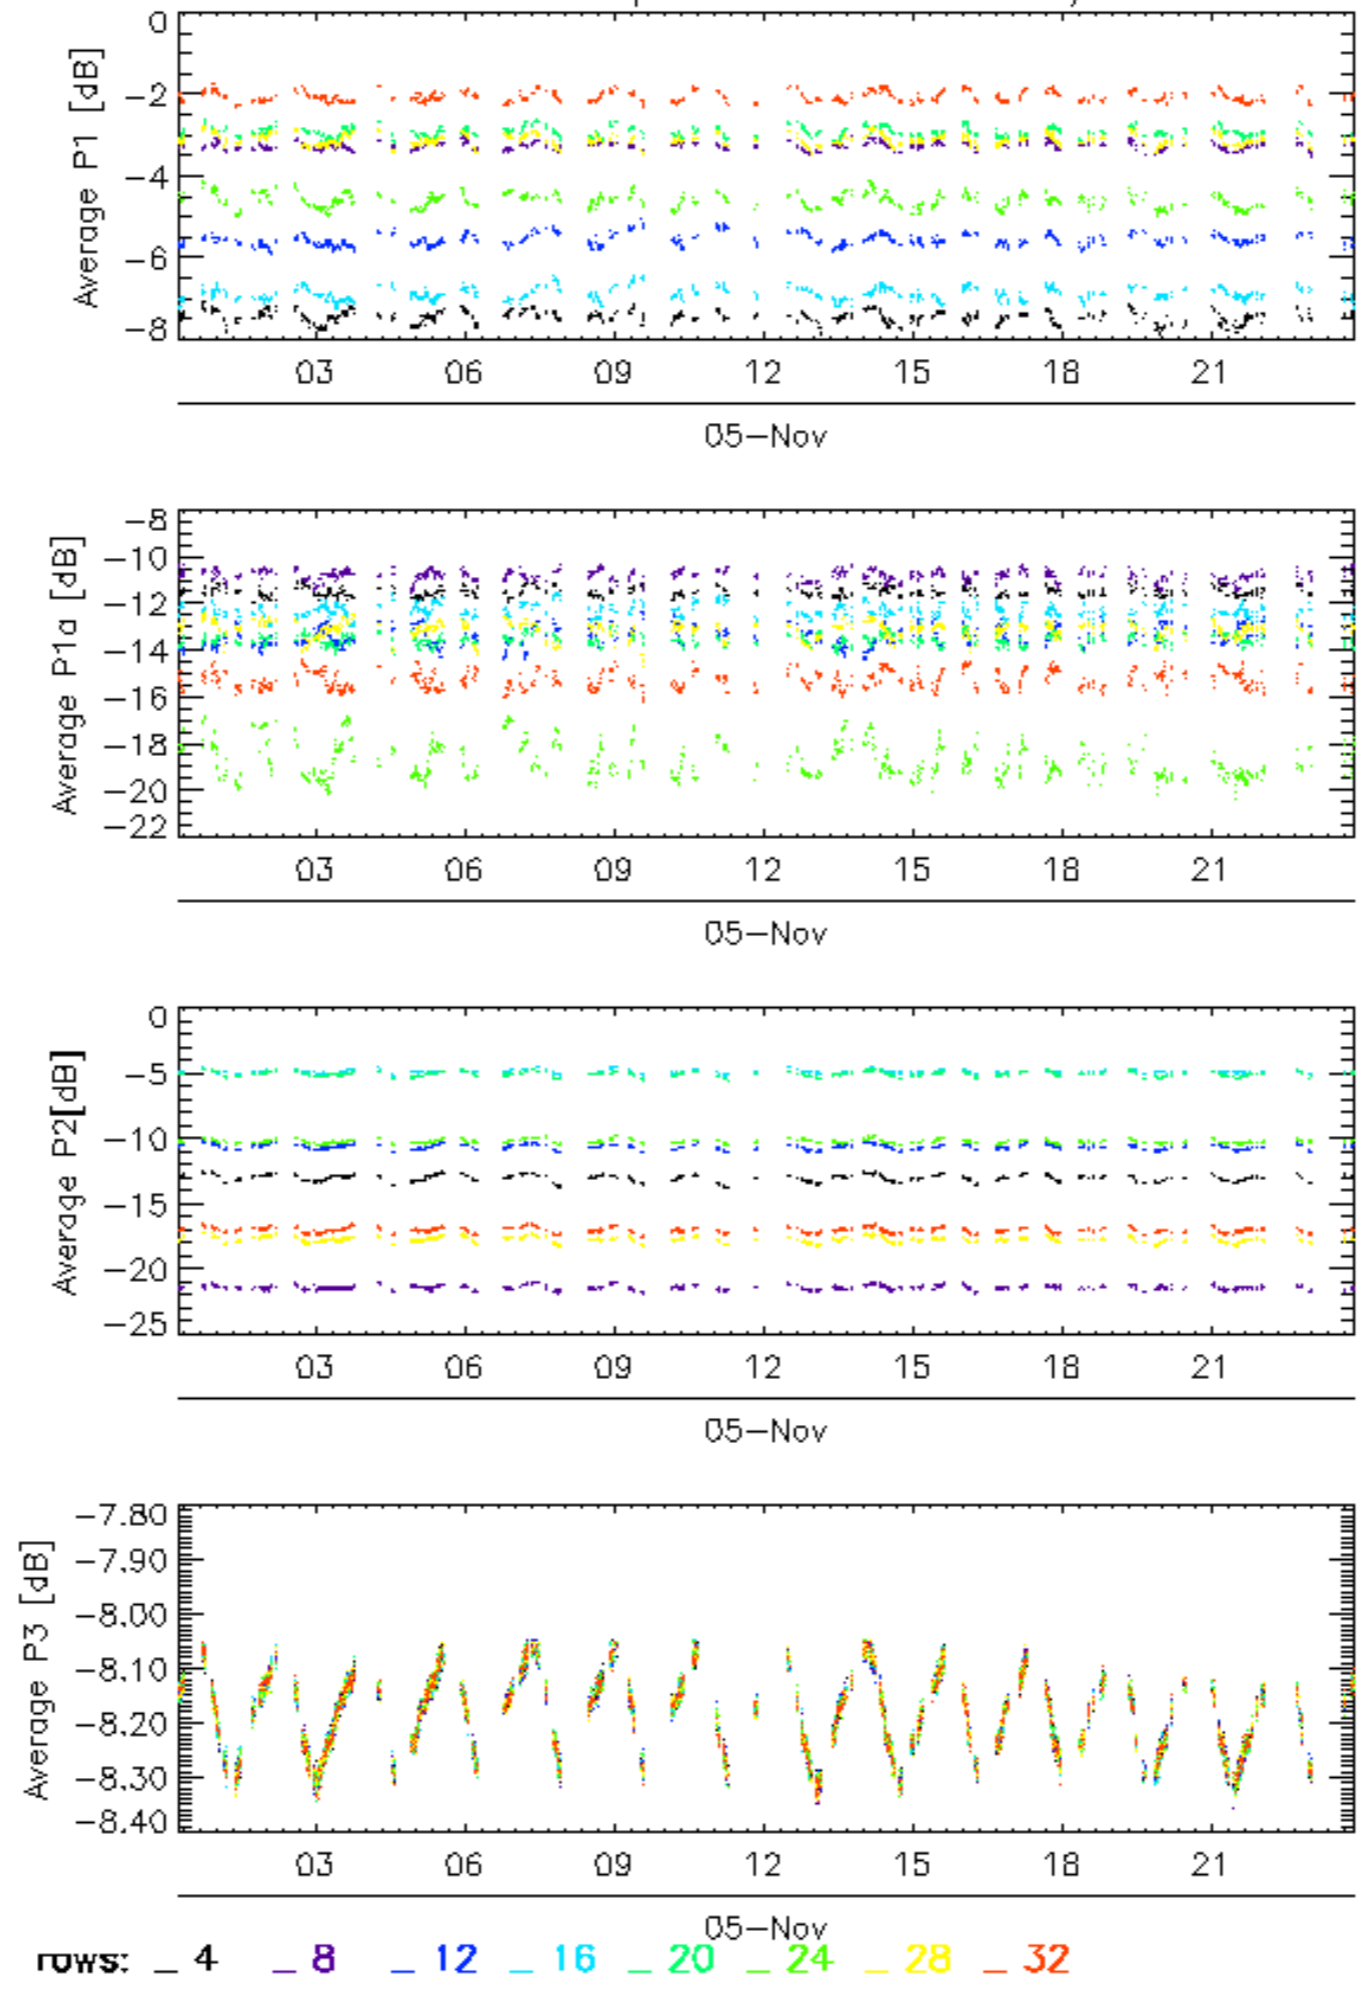 0
-2
-4
-6
-8
Average P1 [dB]
03 06 09 12 15 18 21
05-Nov
-8
-10
-12
-14
-16
-18
-20
-22
Average P1a [dB]
03 06 09 12 15 18 21
05-Nov
0
-5
-10
-15
-20
-25
Average P2[dB]
03 06 09 12 15 18 21
05-Nov
-7.80
-7.90
-8.00
-8.10
-8.20
-8.30
-8.40
Average P3 [dB]
03 06 09 12 15 18 21
05-Nov
rows: _ 4 _ 8 _ 12 _ 16 _ 20 _ 24 _ 28 _ 32